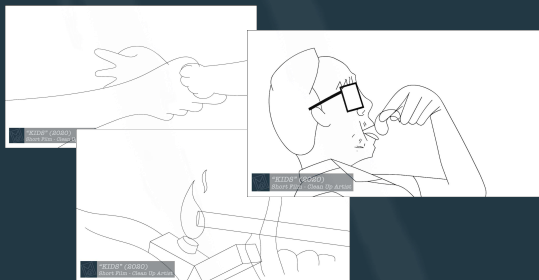 "KIDS" (2020)
Short Film - Clean Up
"KIDS" (2020)
Short Film - Clean Up Artist
"KIDS" (2020)
Short Film - Clean Up Artist